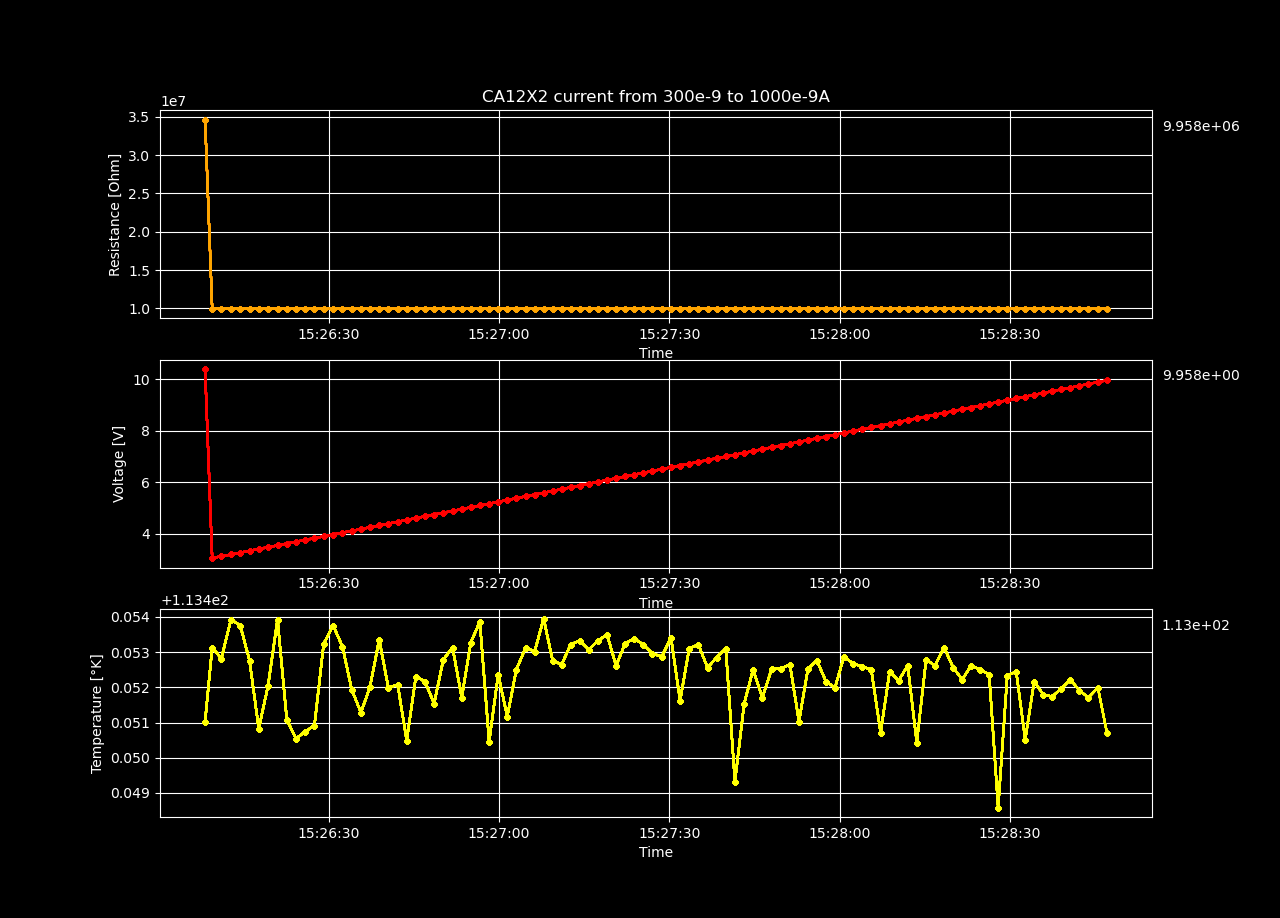 CA12X2 current from 300e-9 to 1000e-9A
1e7
3.5
3.0
2.5
2.0
1.5
1.0
Resistance [Ohm]
9.958e+06
15:26:30 15:27:00 15:27:30 15:28:00 15:28:30
Time
10
8
6
4
Voltage [V]
9.958e+00
15:26:30 15:27:00 15:27:30 15:28:00 15:28:30
Time
+1.134e2
0.054
0.053
0.052
0.051
0.050
0.049
Temperature [°K]
1.13e+02
15:26:30 15:27:00 15:27:30 15:28:00 15:28:30
Time